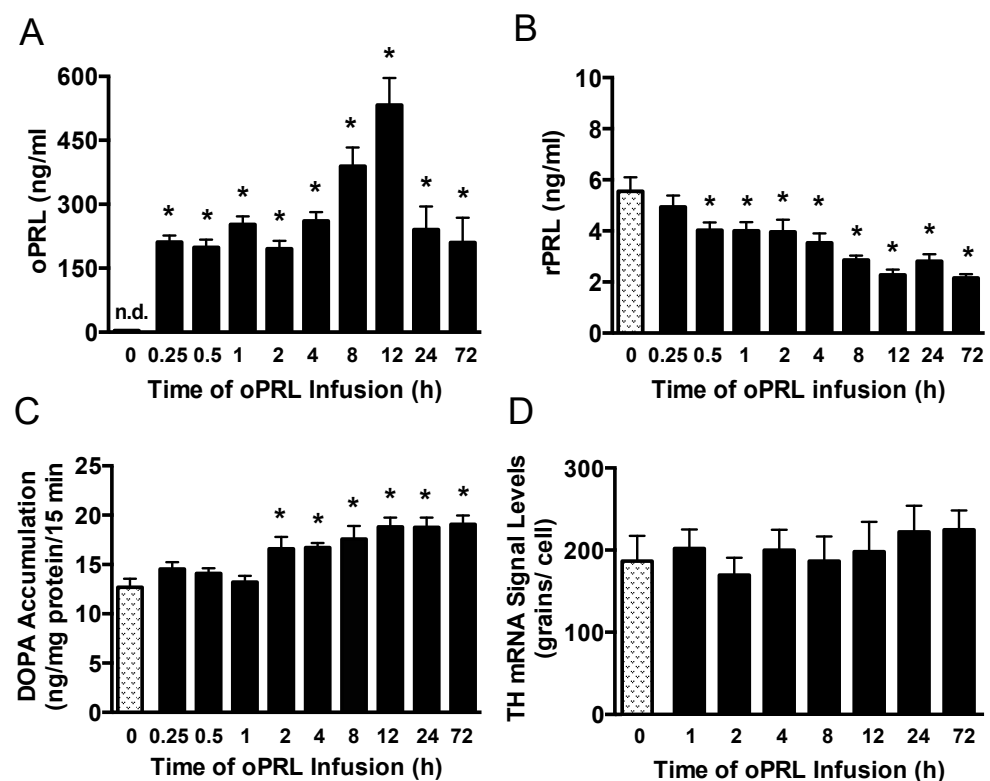 A
oPRL (ng/ml)
600
450
300
150
0
n.d.
* * * * * * * * *
0 0.25 0.5 1 2 4 8 12 24 72
Time of oPRL Infusion (h)
B
rPRL (ng/ml)
10
8
6
4
2
0
* * * * * * * *
0 0.25 0.5 1 2 4 8 12 24 72
Time of oPRL infusion (h)
C
DOPA Accumulation
(ng/mg protein/15 min
25
20
15
10
5
0
* * * * * *
0 0.25 0.5 1 2 4 8 12 24 72
Time of oPRL Infusion (h)
D
TH mRNA Signal Levels
(grains/ cell)
300
200
100
0
0 1 2 4 8 12 24 72
Time of oPRL Infusion (h)